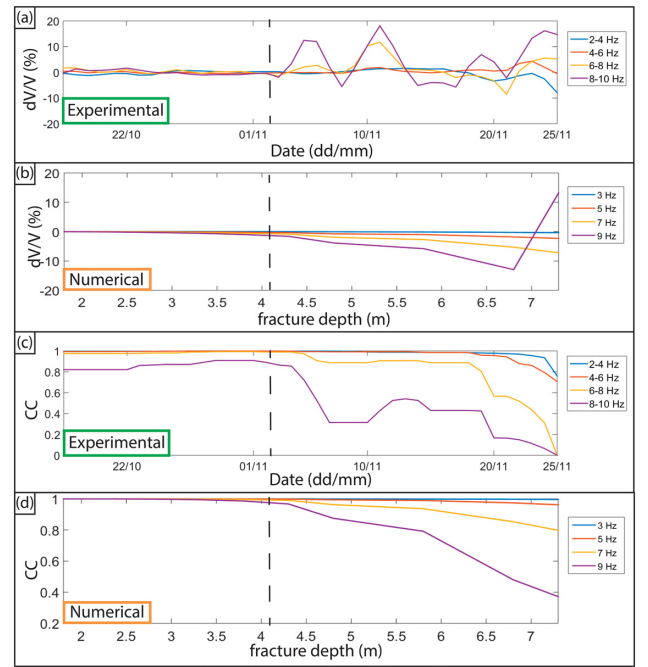 (a)
20
10
0
-10
-20
dV/V (%)
Experimental
22/10
01/11
10/11
20/11
25/11
Date (dd/mm)
2-4 Hz
4-6 Hz
6-8 Hz
8-10 Hz
(b)
20
10
0
-10
-20
dV/V (%)
Numerical
2
2.5
3
3.5
4
4.5
5
5.5
6
6.5
7
fracture depth (m)
3 Hz
5 Hz
7 Hz
9 Hz
(c)
1
0.8
0.6
0.4
0.2
0
CC
Experimental
22/10
01/11
10/11
20/11
25/11
Date (dd/mm)
2-4 Hz
4-6 Hz
6-8 Hz
8-10 Hz
(d)
1
0.8
0.6
0.4
0.2
CC
Numerical
2
2.5
3
3.5
4
4.5
5
5.5
6
6.5
7
fracture depth (m)
3 Hz
5 Hz
7 Hz
9 Hz